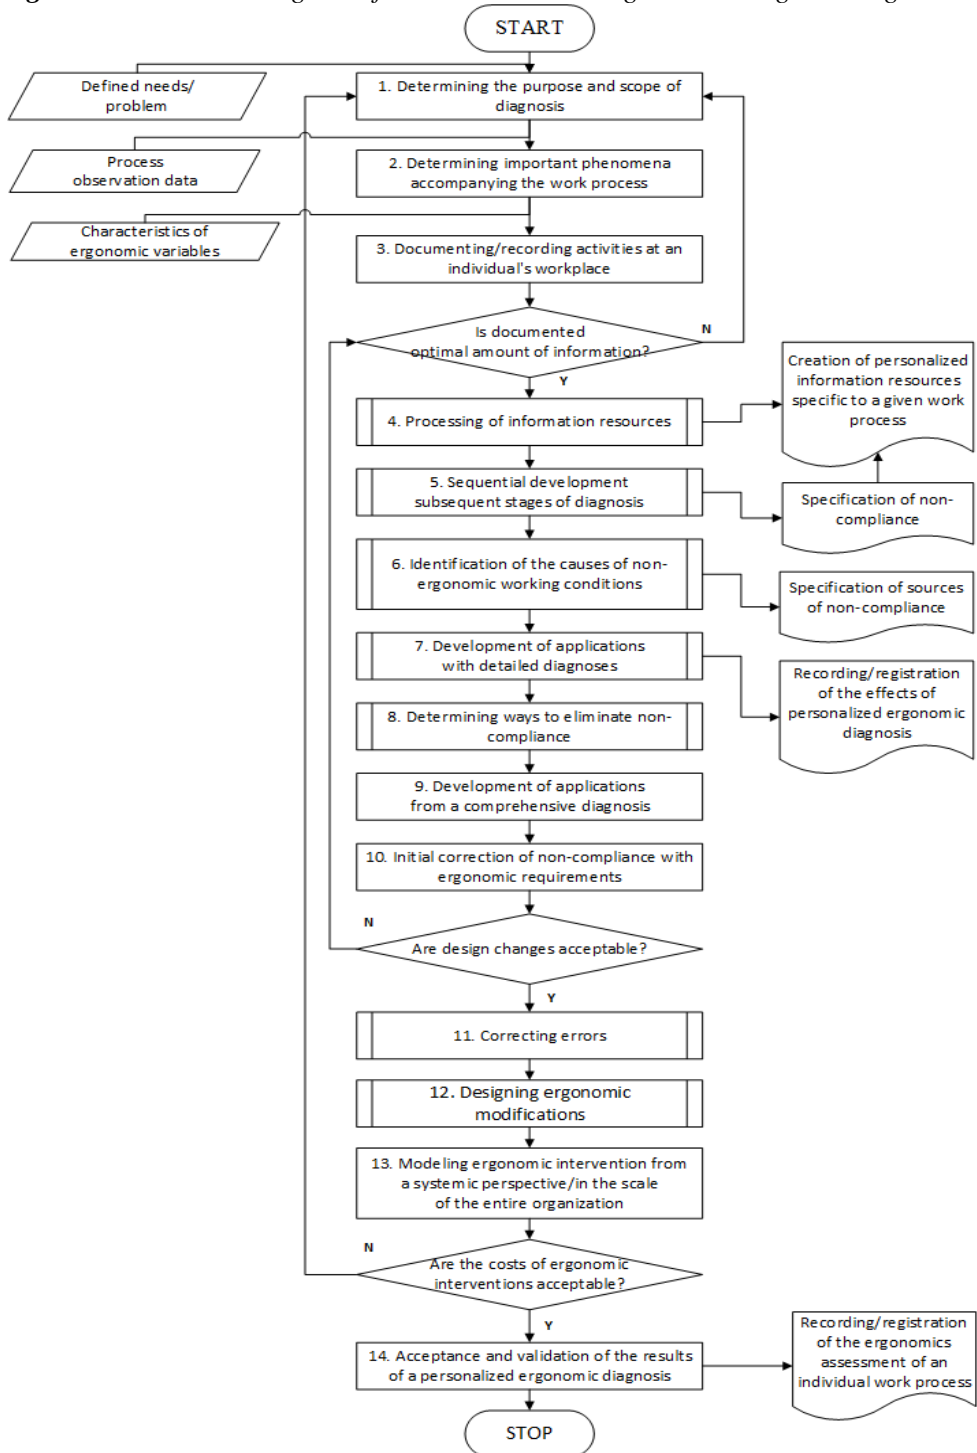 START
Defined needs/
problem
1. Determining the purpose and scope of
diagnosis
Process
observation data
2. Determining important phenomena
accompanying the work process
Characteristics of
ergonomic variables
3. Documenting/recording activities at an
individual's workplace
Is documented
optimal amount of information?
N
Y
Creation of personalized
information resources
specific to a given work
process
4. Processing of information resources
5. Sequential development
subsequent stages of diagnosis
Specification of non-
compliance
6. Identification of the causes of non-
ergonomic working conditions
Specification of sources
of non-compliance
7. Development of applications
with detailed diagnoses
Recording/registration
of the effects of
personalized ergonomic
diagnosis
8. Determining ways to eliminate non-
compliance
9. Development of applications
from a comprehensive diagnosis
10. Initial correction of non-compliance with
ergonomic requirements
N
Are design changes acceptable?
Y
11. Correcting errors
12. Designing ergonomic
modifications
13. Modeling ergonomic intervention from
a systemic perspective/in the scale
of the entire organization
N
Are the costs of ergonomic
interventions acceptable?
Y
14. Acceptance and validation of the results
of a personalized ergonomic diagnosis
Recording/registration
of the ergonomics
assessment of an
individual work process
STOP